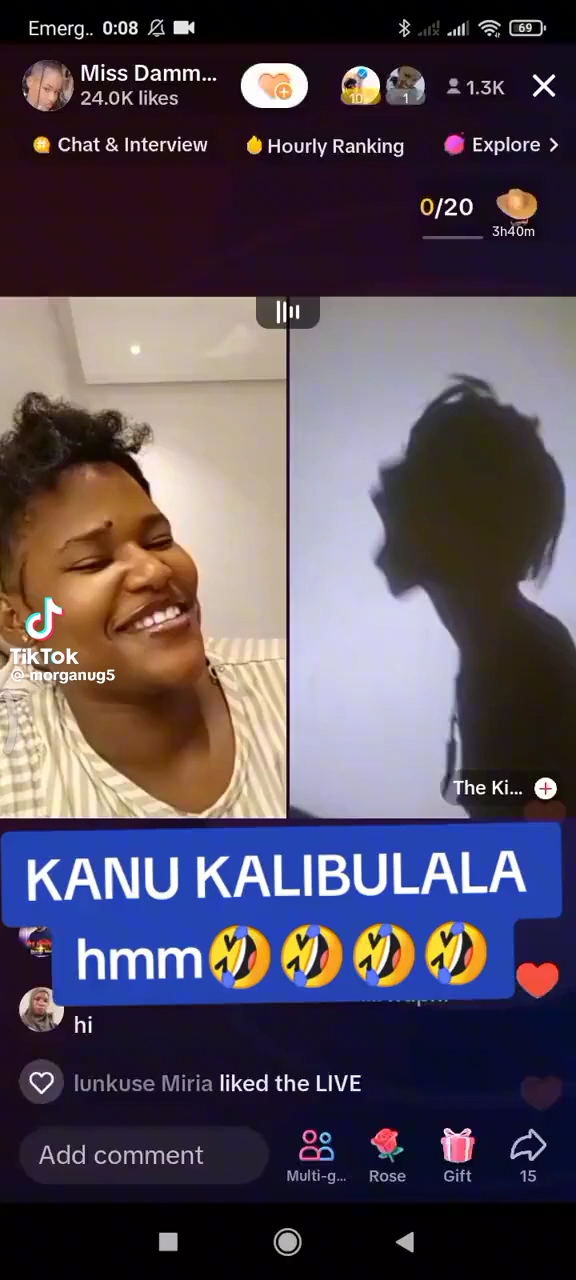 Emerg.. 0:08
69
Miss Damm...
24.0K likes
10
1
1.3K
Chat & Interview
Hourly Ranking
Explore
0/20
3h40m
TikTok
@-morganug5
The Ki...
KANU KALIBULALA
hmm🤣🤣🤣🤣
hi
lunkuse Miria liked the LIVE
Add comment
Multi-g...
Rose
Gift
15